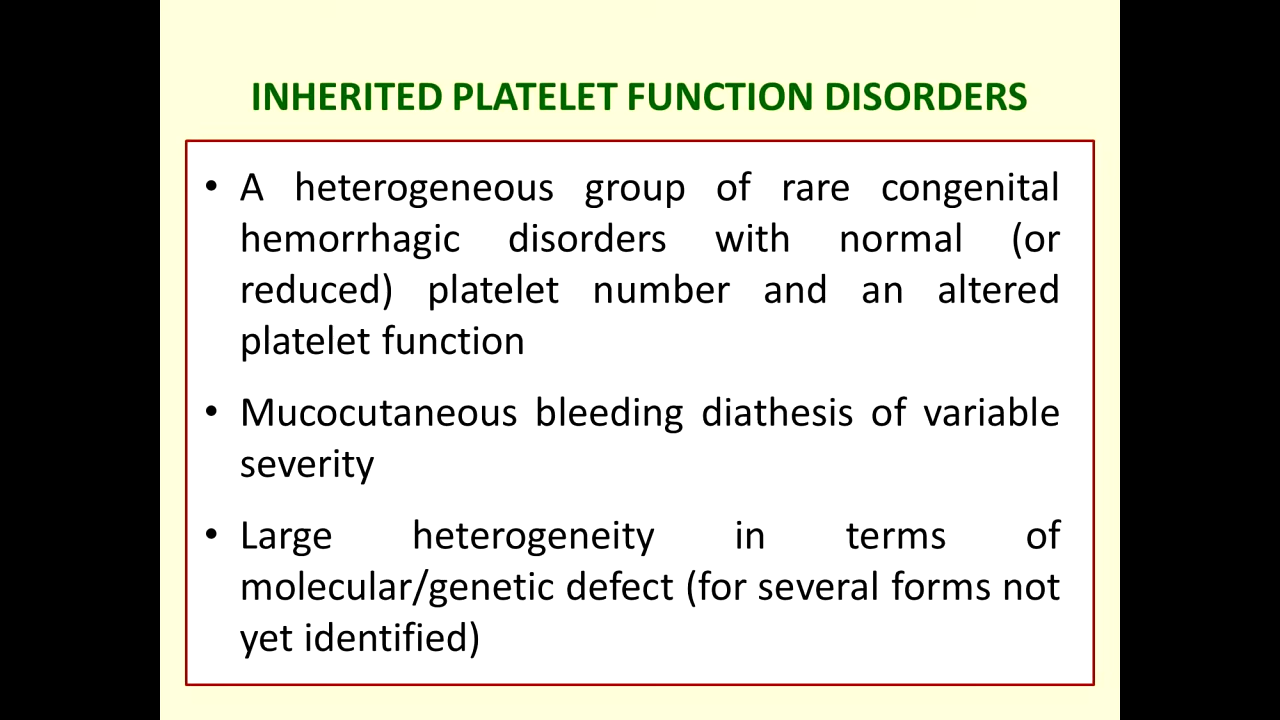 INHERITED PLATELET FUNCTION DISORDERS
• A heterogeneous group of rare congenital
hemorrhagic disorders with normal (or
reduced) platelet number and an altered
platelet function
• Mucocutaneous bleeding diathesis of variable
severity
• Large heterogeneity in terms of
molecular/genetic defect (for several forms not
yet identified)